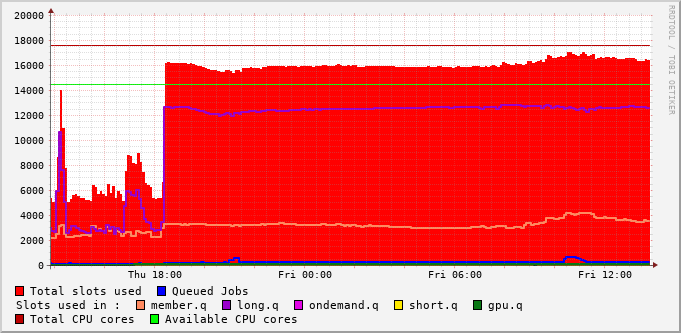 20000
18000
16000
14000
12000
10000
8000
6000
4000
2000
0
Thu 18:00 Fri 00:00 Fri 06:00 Fri 12:00
Total slots used Queued Jobs
Slots used in : member.q long.q ondemand.q short.q gpu.q
Total CPU cores Available CPU cores
RRDTOOL / TOBI OETIKER